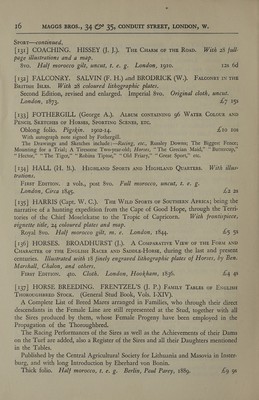 16 MAGGS BROS., 34 & 35, CONDUIT STREET, LONDON, W.
SPORT—continued.
[131] COACHING. HISSEY (J. J.). THE CHARM OF THE ROAD. With 28 full-
page illustrations and a map.
8vo. Half morocco gilt, uncut, t. e. g. London, 1910. 12s 6d
[132] FALCONRY. SALVIN (F. H.) and BRODRICK (W.). FALCONRY IN THE
BRITISH ISLES. With 28 coloured lithographic plates.
Second Edition, revised and enlarged. Imperial 8vo. Original cloth, uncut.
London, 1873. £7 15s
[133] FOTHERGILL (George A.). ALBUM CONTAINING 96 WATER COLOUR AND
PENCIL SKETCHES OF HORSES, SPORTING SCENES, ETC.
Oblong folio. Pigskin. 1902-14. £10 10s
With autograph note signed by Fothergill.
The Drawings and Sketches include:—Racing, etc., Rosalty Downs; The Biggest Fence;
Mounting for a Trial; A Tiresome Two-year-old; Horses, "The Grecian Maid," "Buttercup,"
"Horme," "The Tiger," "Rokima Tipton," "Old Friary," "Great Sport," etc.
[134] HALL (H. B.). HIGHLAND SPORTS AND HIGHLAND QUARTERS. With illus-
trations.
FIRST EDITION. 2 vols., post 8vo. Full morocco, uncut, t. e. g.
London, Circa 1845. £2 2s
[135] HARRIS (Capt. W. C.). THE WILD SPORTS OF SOUTHERN AFRICA; being the
narrative of a hunting expedition from the Cape of Good Hope, through the Terri-
tories of the Chief Moselekatse to the Tropic of Capricorn. With frontispiece,
vignette title, 24 coloured plates and map.
Royal 8vo. Half morocco gilt, m. e. London, 1844. £5 5s
[136] HORSES. BROADHURST (J.). A COMPARATIVE VIEW OF THE FORM AND
CHARACTER OF THE ENGLISH RACER AND SADDLE-HORSE, during the last and present
centuries. Illustrated with 18 finely engraved lithographic plates of Horses, by Ben.
Marshall, Chalon, and others.
FIRST EDITION. 4to. Cloth. London, Hookham, 1836. £4 4s
[137] HORSE BREEDING. FRENTZEL'S (J. P.) FAMILY TABLES OF ENGLISH
THOROUGHBRED STOCK. (General Stud Book, Vols. I-XIV).
A Complete List of Bered Mares arranged in Families, who through their direct
descendants in the Female Line are still represented at the Stud, together with all
the Sires produced by them, whose Female Progeny have been employed in the
Propagation of the Thoroughbred.
The Racing Performances of the Sires as well as the Achievements of their Dams
on the Turf are added, also a Register of the Sires and all their Daughters mentioned
in the Tables.
Published by the Central Agricultural Society for Lithuania and Masovia in Inster-
burg, and with long Introduction by Eberhard von Bonin.
Thick folio. Half morocco, t. e. g. Berlin, Paul Parey, 1889. £9 9s